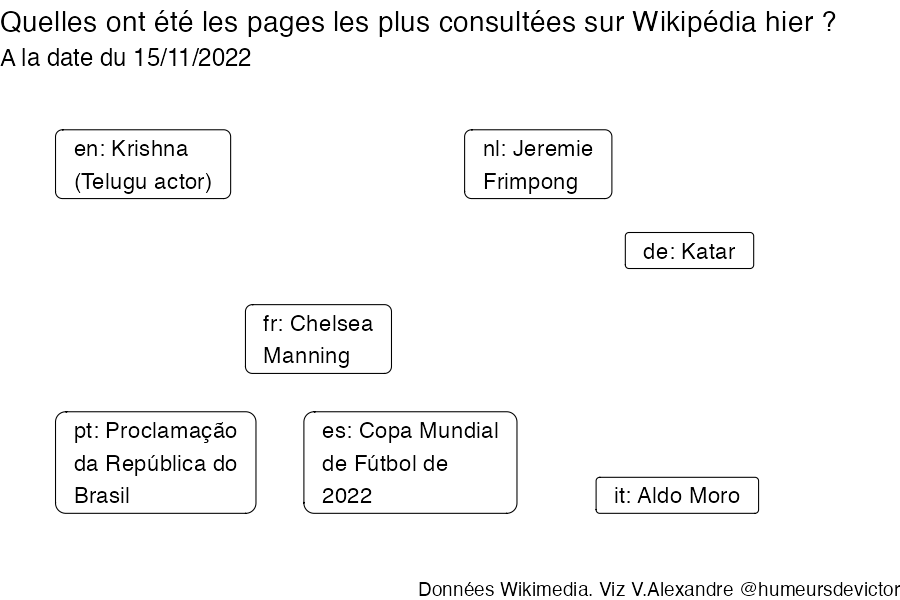 Quelles ont été les pages les plus consultées sur Wikipédia hier ?
A la date du 15/11/2022
en: Krishna
(Telugu actor)
nl: Jeremie
Frimpong
de: Katar
fr: Chelsea
Manning
pt: Proclamação
da República do
Brasil
es: Copa Mundial
de Fútbol de
2022
it: Aldo Moro
Données Wikimedia. Viz V.Alexandre @humeursdevictor